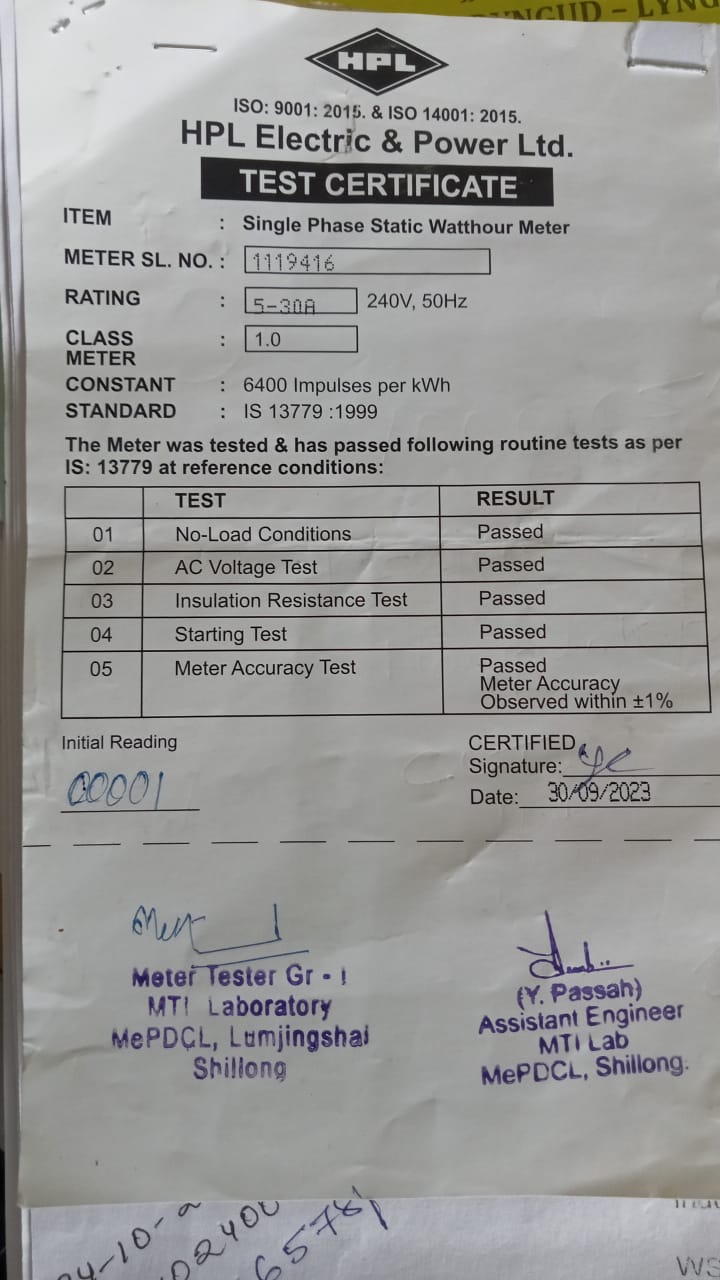 HPL
ISO: 9001: 2015. & ISO 14001: 2015.
HPL Electric & Power Ltd.
TEST CERTIFICATE
ITEM : Single Phase Static Watthour Meter
METER SL. NO. : 1119416
RATING : 5-30A 240V, 50Hz
CLASS : 1.0
METER
CONSTANT : 6400 Impulses per kWh
STANDARD : IS 13779 :1999
The Meter was tested & has passed following routine tests as per
IS: 13779 at reference conditions:
TEST RESULT
01 No-Load Conditions Passed
02 AC Voltage Test Passed
03 Insulation Resistance Test Passed
04 Starting Test Passed
05 Meter Accuracy Test Passed
Meter Accuracy
Observed within ±1%
Initial Reading
00001
CERTIFIED
Signature:
Date: 30/09/2023
Meter Tester Gr - I
MTI Laboratory
MePDCL, Lumjingshai
Shillong
(Y. Passah)
Assistant Engineer
MTI Lab
MePDCL, Shillong.